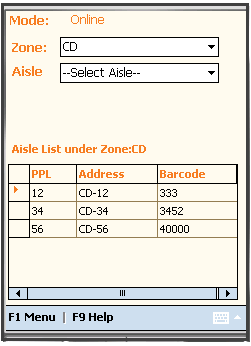 Mode: Online
Zone: CD
Aisle --Select Aisle--
Aisle List under Zone:CD
PPL Address Barcode
12 CD-12 333
34 CD-34 3452
56 CD-56 40000
F1 Menu | F9 Help